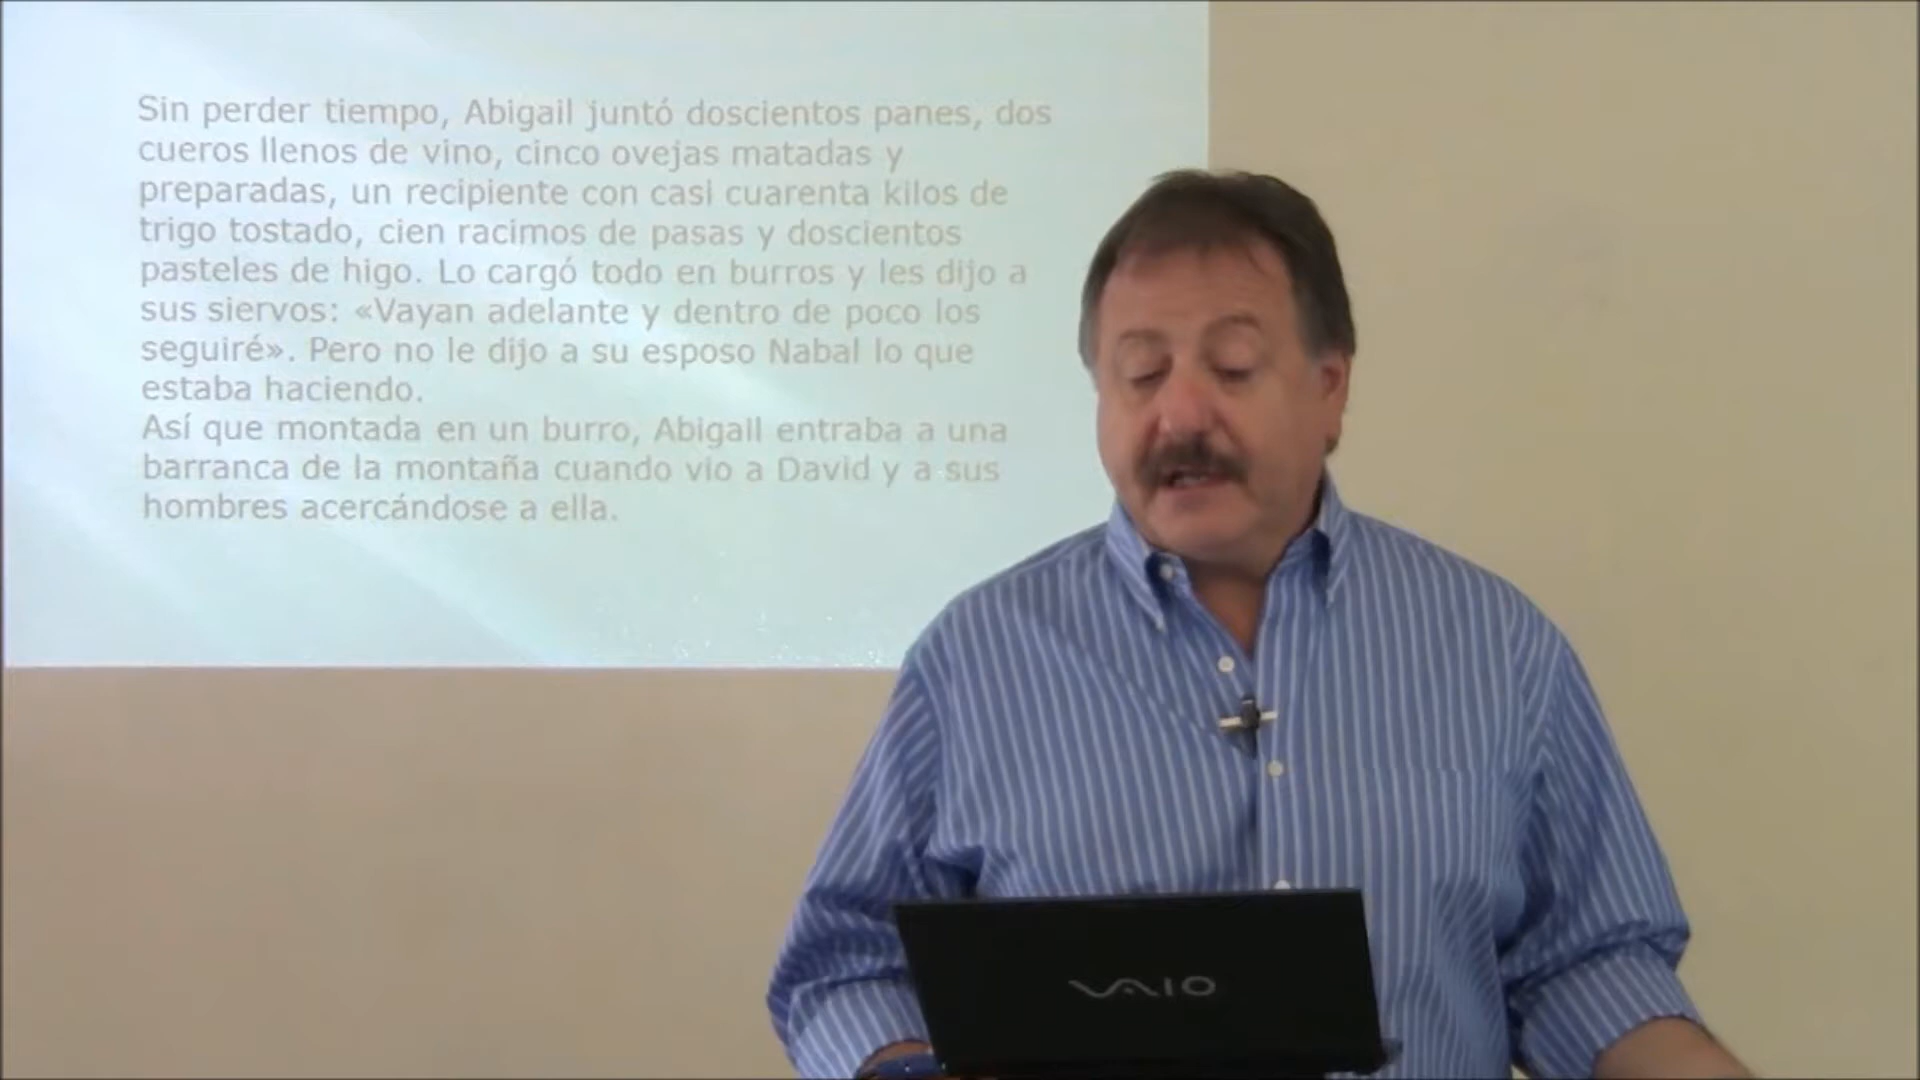 Sin perder tiempo, Abigail juntó doscientos panes, dos
cueros llenos de vino, cinco ovejas matadas y
preparadas, un recipiente con casi cuarenta kilos de
trigo tostado, cien racimos de pasas y doscientos
pasteles de higo. Lo cargó todo en burros y les dijo a
sus siervos: «Vayan adelante y dentro de poco los
seguiré». Pero no le dijo a su esposo Nabal lo que
estaba haciendo.
Así que montada en un burro, Abigail entraba a una
barranca de la montaña cuando vio a David y a sus
hombres acercándose a ella.
VAIO